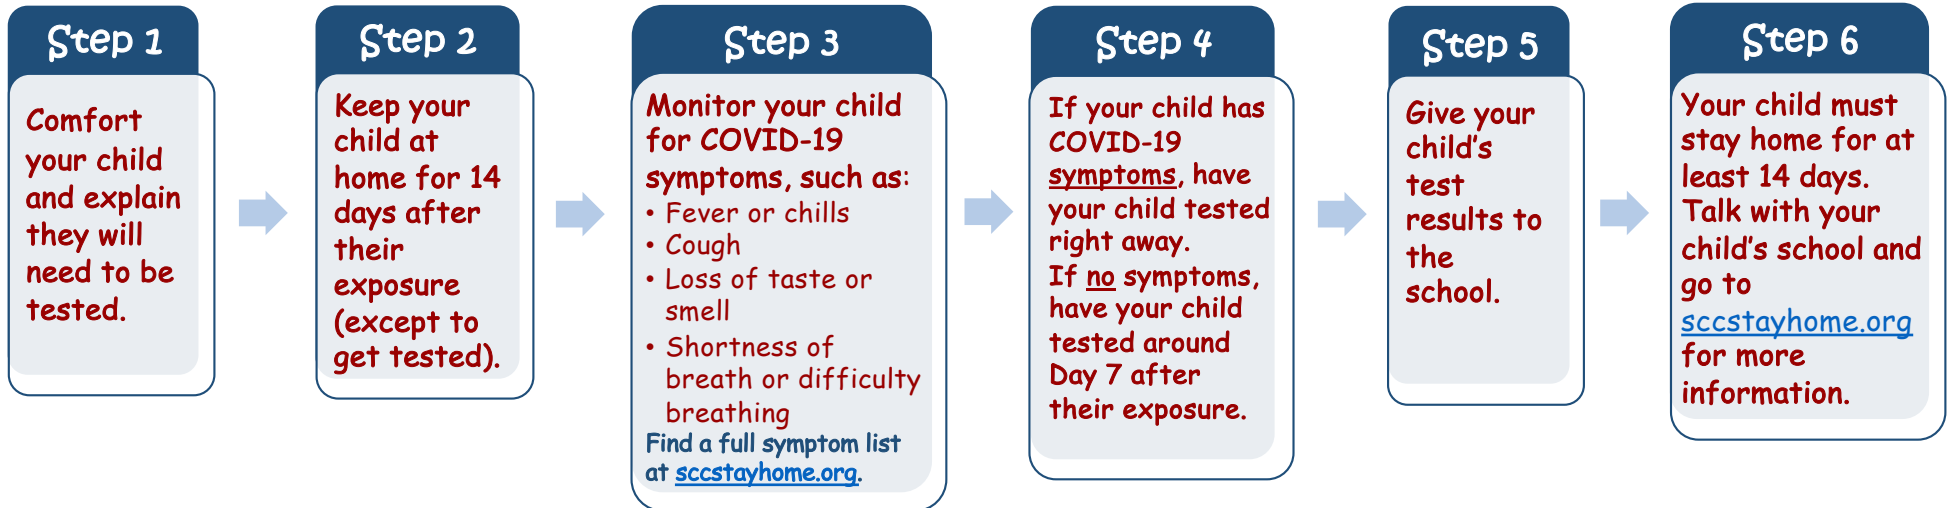 Step 1
Comfort
your child
and explain
they will
need to be
tested.
Step 2
Keep your
child at
home for 14
days after
their
exposure
(except to
get tested).
Step 3
Monitor your child
for COVID-19
symptoms, such as:
• Fever or chills
• Cough
• Loss of taste or
smell
• Shortness of
breath or difficulty
breathing
Find a full symptom list
at sccstayhome.org.
Step 4
If your child has
COVID-19
symptoms, have
your child tested
right away.
If no symptoms,
have your child
tested around
Day 7 after
their exposure.
Step 5
Give your
child's
test
results to
the
school.
Step 6
Your child must
stay home for at
least 14 days.
Talk with your
child's school and
go to
sccstayhome.org
for more
information.